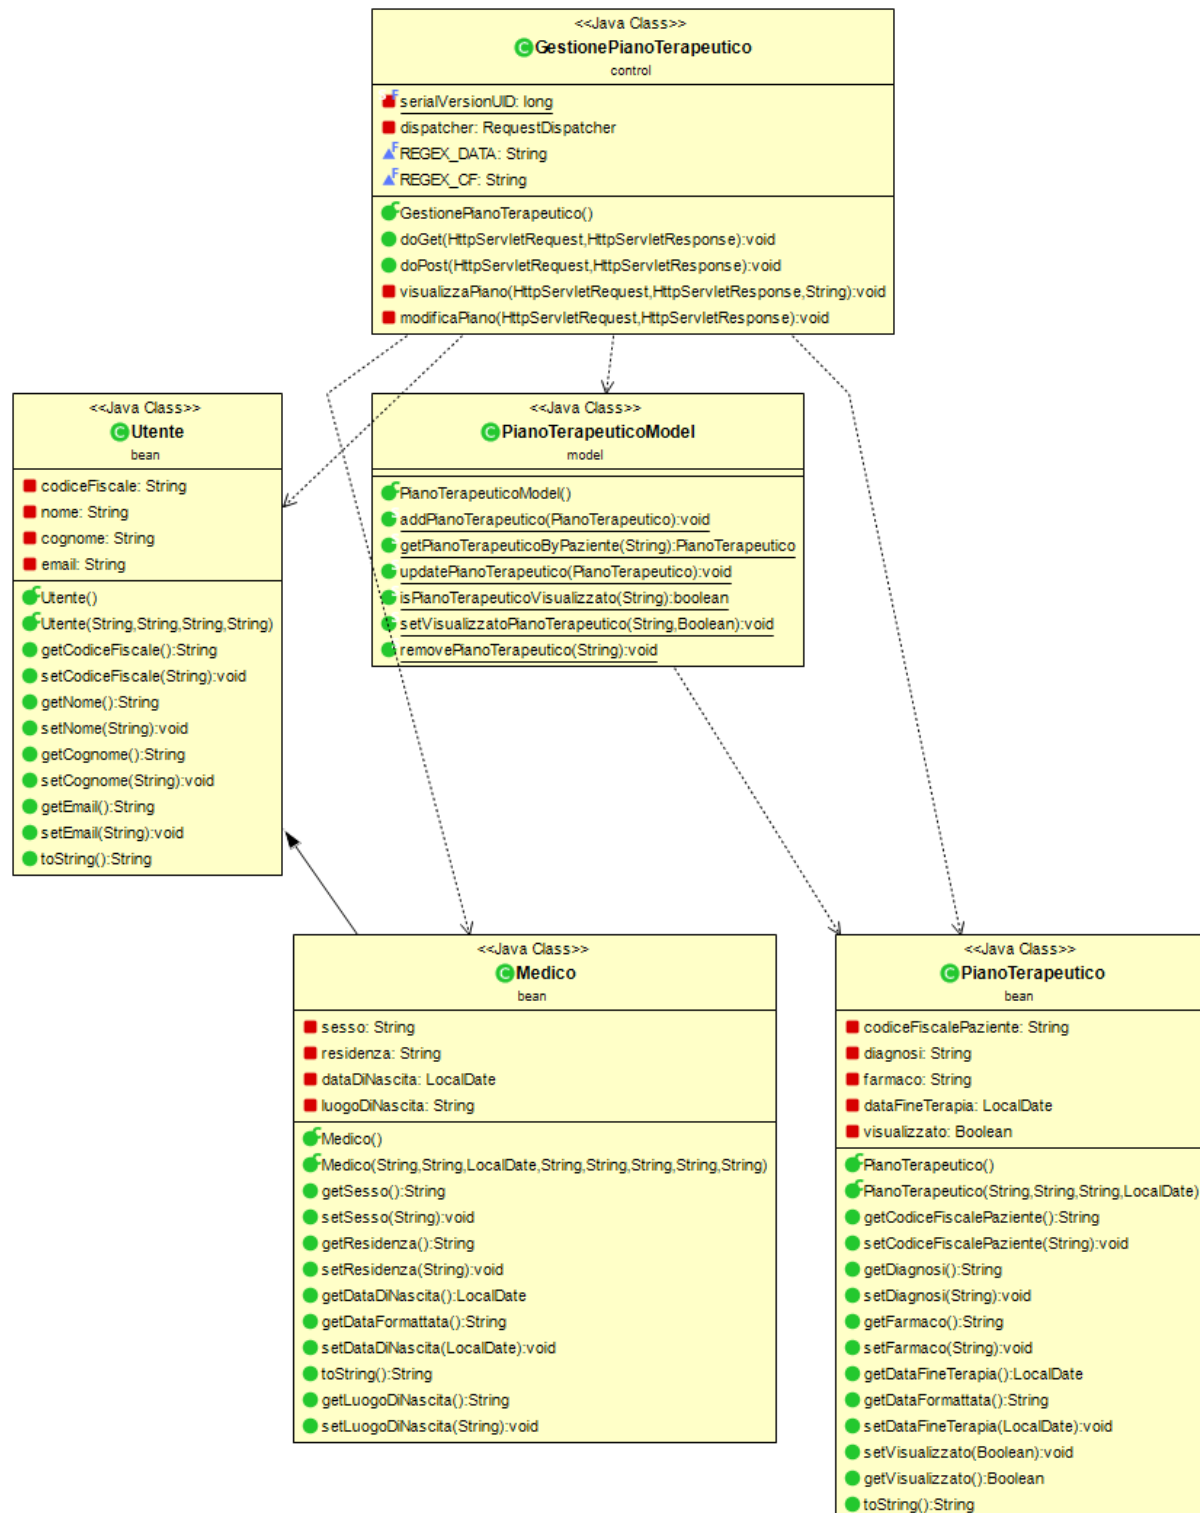 <<Java Class>>
GestionePianoTerapeutico
control
serialVersionUID: long
dispatcher: RequestDispatcher
REGEX_DATA: String
REGEX_CF: String
GestionePianoTerapeutico()
doGet(HttpServletRequest,HttpServletResponse):void
doPost(HttpServletRequest,HttpServletResponse):void
visualizzaPiano(HttpServletRequest,HttpServletResponse,String):void
modificaPiano(HttpServletRequest,HttpServletResponse):void
<<Java Class>>
Utente
bean
codiceFiscale: String
nome: String
cognome: String
email: String
Utente()
Utente(String,String,String,String)
getCodiceFiscale():String
setCodiceFiscale(String):void
getNome():String
setNome(String):void
getCognome():String
setCognome(String):void
getEmail():String
setEmail(String):void
toString():String
<<Java Class>>
PianoTerapeuticoModel
model
PianoTerapeuticoModel()
addPianoTerapeutico(PianoTerapeutico):void
getPianoTerapeuticoByPaziente(String):PianoTerapeutico
updatePianoTerapeutico(PianoTerapeutico):void
isPianoTerapeuticoVisualizzato(String):boolean
setVisualizzatoPianoTerapeutico(String,Boolean):void
removePianoTerapeutico(String):void
<<Java Class>>
Medico
bean
sesso: String
residenza: String
dataDiNascita: LocalDate
luogoDiNascita: String
Medico()
Medico(String,String,LocalDate,String,String,String,String,String)
getSesso():String
setSesso(String):void
getResidenza():String
setResidenza(String):void
getDataDiNascita():LocalDate
getDataFormattata():String
setDataDiNascita(LocalDate):void
toString():String
getLuogoDiNascita():String
setLuogoDiNascita(String):void
<<Java Class>>
PianoTerapeutico
bean
codiceFiscalePaziente: String
diagnosi: String
farmaco: String
dataFineTerapia: LocalDate
visualizzato: Boolean
PianoTerapeutico()
PianoTerapeutico(String,String,String,LocalDate)
getCodiceFiscalePaziente():String
setCodiceFiscalePaziente(String):void
getDiagnosi():String
setDiagnosi(String):void
getFarmaco():String
setFarmaco(String):void
getDataFineTerapia():LocalDate
getDataFormattata():String
setDataFineTerapia(LocalDate):void
setVisualizzato(Boolean):void
getVisualizzato():Boolean
toString():String